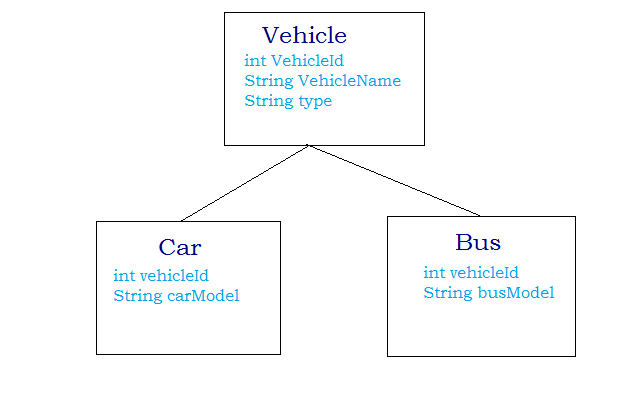 Vehicle
int VehicleId
String VehicleName
String type
Car
int vehicleId
String carModel
Bus
int vehicleId
String busModel